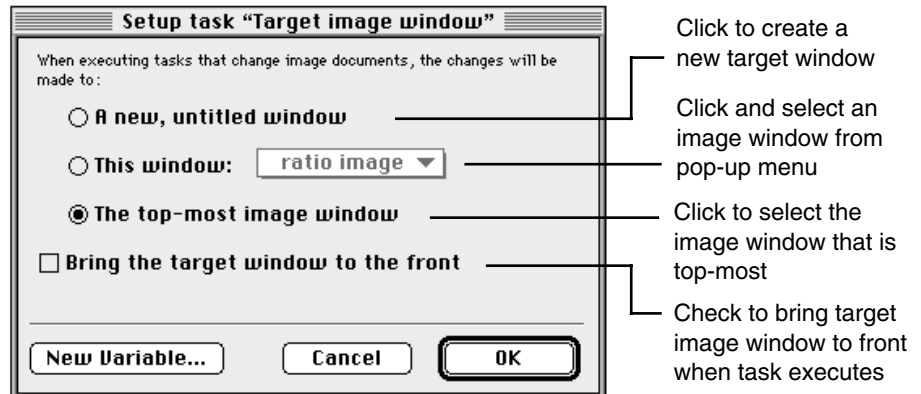 Setup task “Target image window”
When executing tasks that change image documents, the changes will be
made to:
A new, untitled window
This window:
ratio image
The top-most image window
Bring the target window to the front
New Variable...
Cancel
OK
Click to create a
new target window
Click and select an
image window from
pop-up menu
Click to select the
image window that is
top-most
Check to bring target
image window to front
when task executes